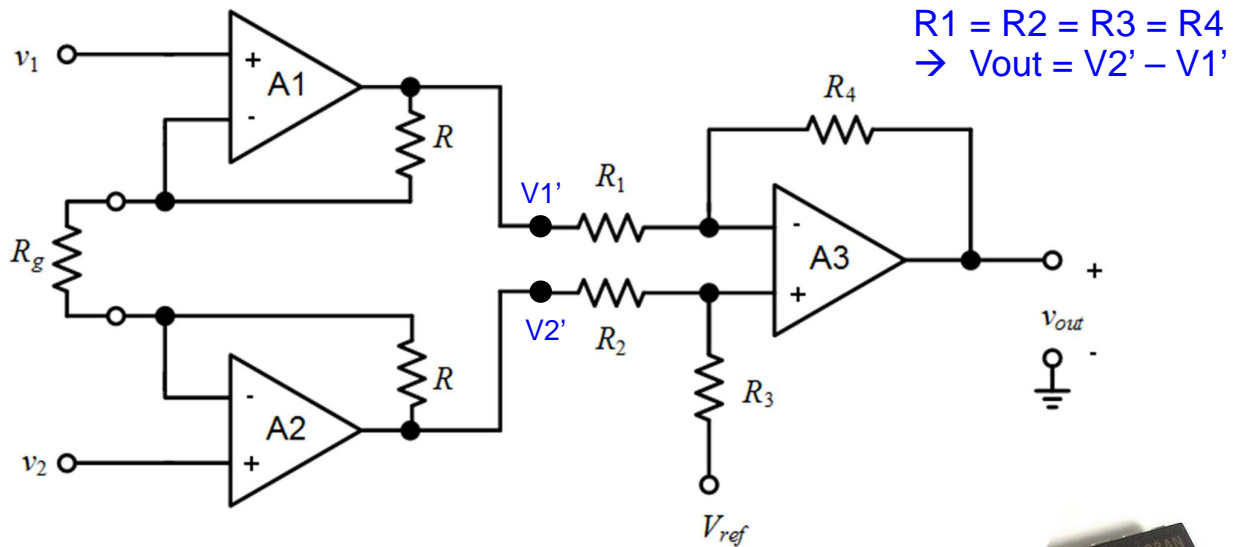 R1 = R2 = R3 = R4
→ Vout = V2’ – V1’
v1
+
A1
-
R
R4
V1’
R1
Rg
-
A3
+
+
vout
-
V2’
R2
R
R3
-
A2
+
v2
Vref